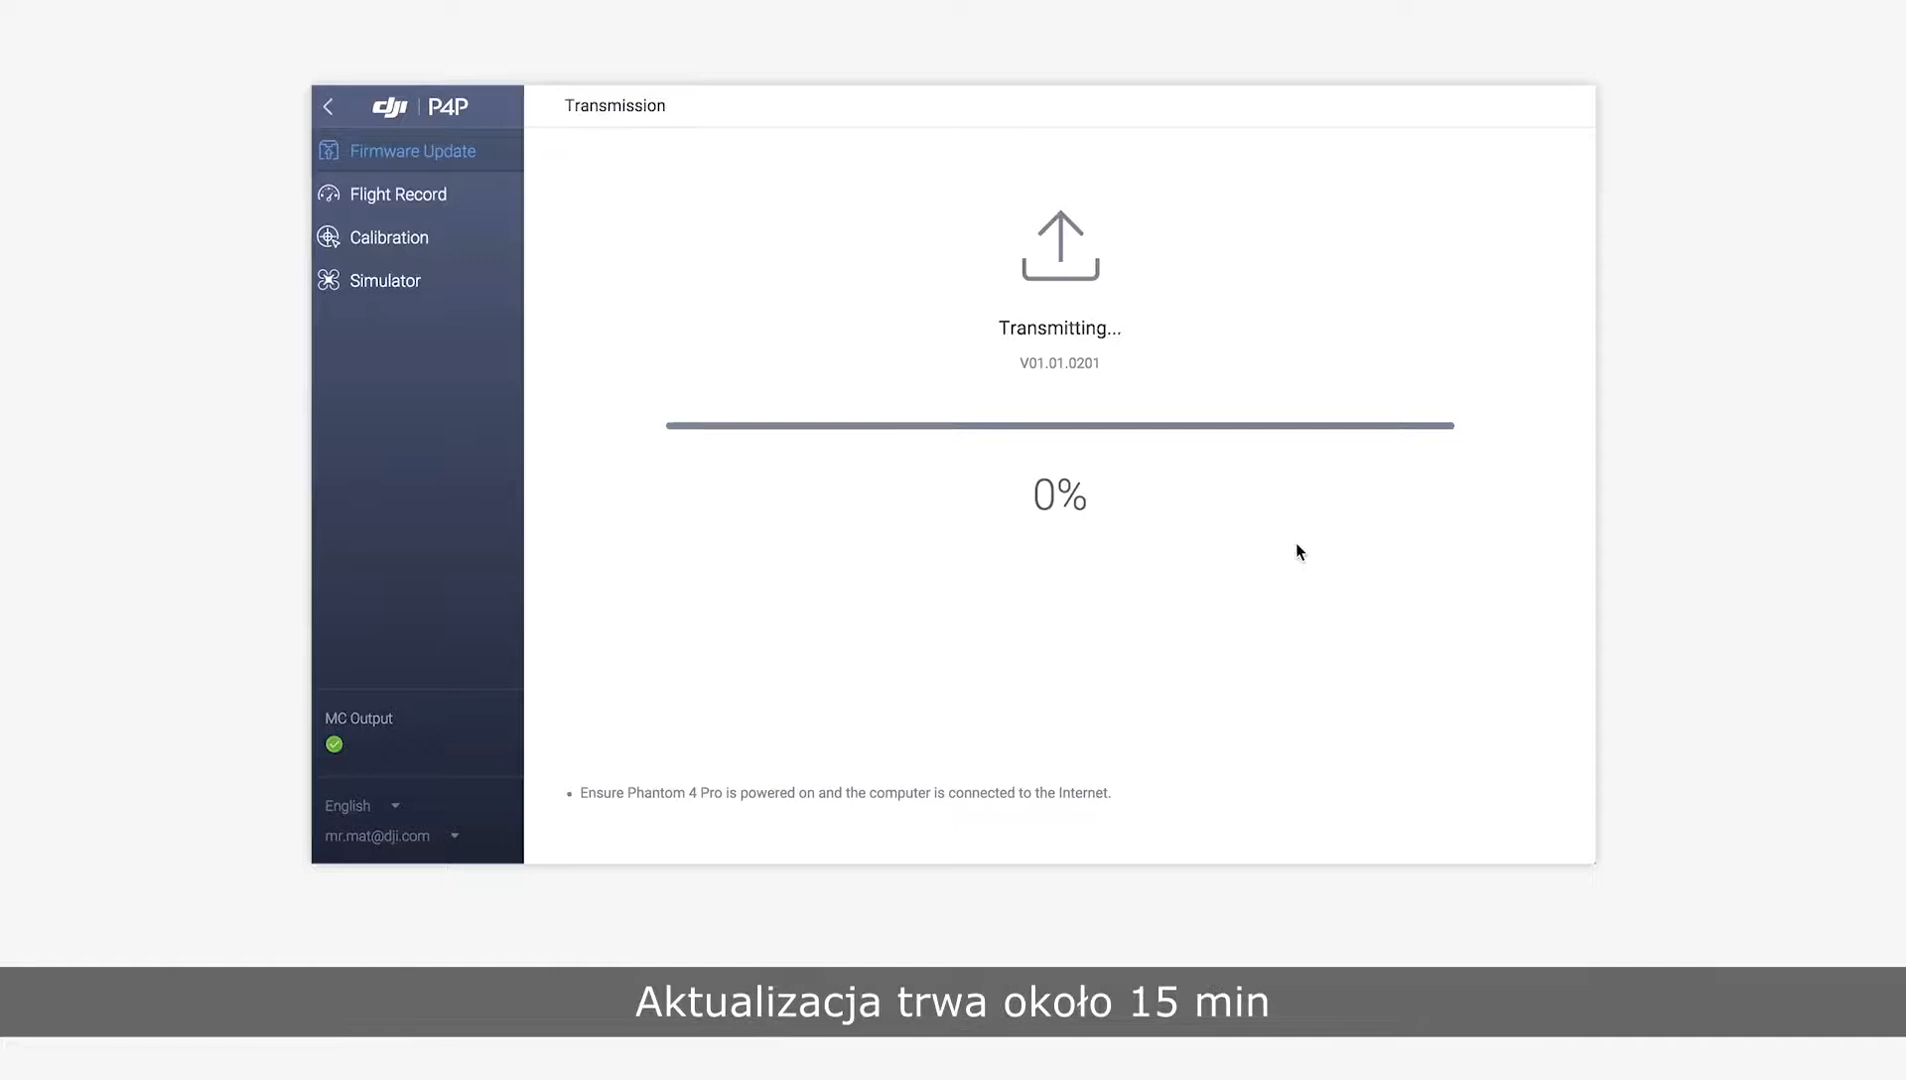 dji | P4P
Firmware Update
Flight Record
Calibration
Simulator
MC Output
English
mr.mat@dji.com
Transmission
Transmitting...
V01.01.0201
0%
• Ensure Phantom 4 Pro is powered on and the computer is connected to the Internet.
Aktualizacja trwa około 15 min